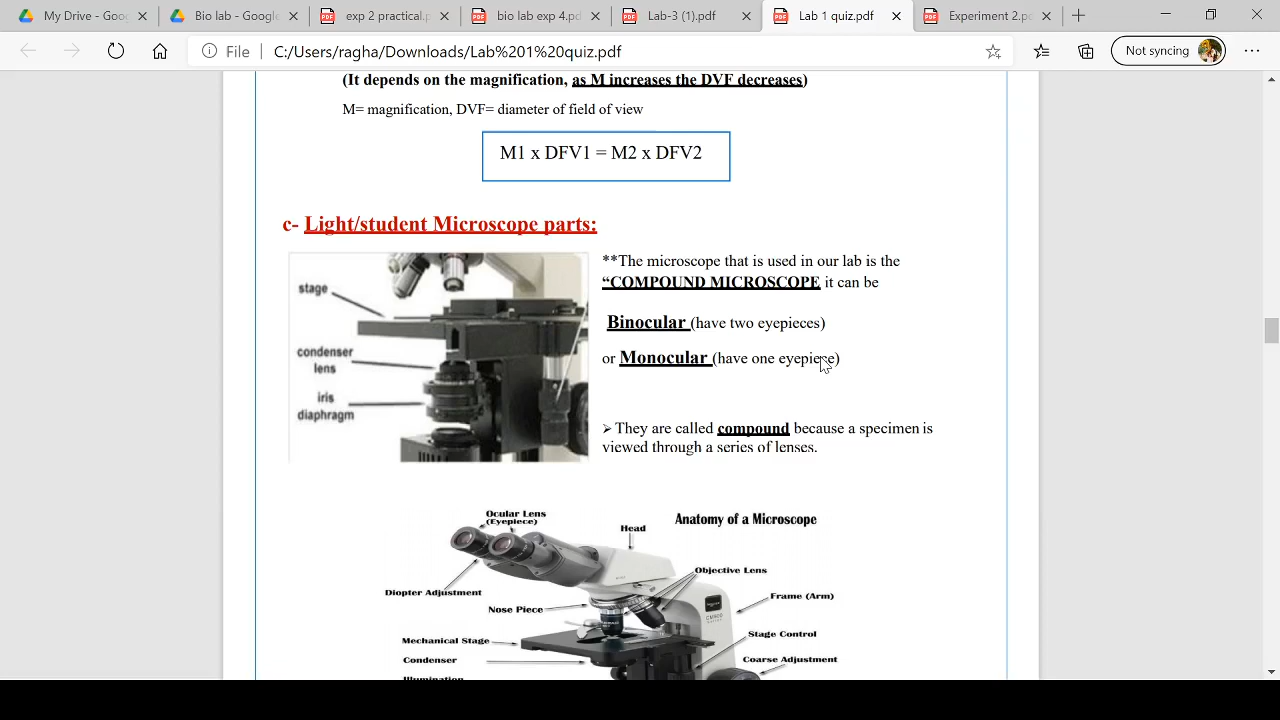 My Drive - Goo
Bio lab - Google
exp 2 practical.p
bio lab exp 4.pd
Lab-3 (1).pdf
Lab 1 quiz.pdf
Experiment 2.pc
File
C:/Users/ragha/Downloads/Lab%201%20quiz.pdf
Not syncing
(It depends on the magnification, as M increases the DVF decreases)
M= magnification, DVF= diameter of field of view
M1 x DFV1 = M2 x DFV2
c- Light/student Microscope parts:
stage
condenser
lens
iris
diaphragm
**The microscope that is used in our lab is the
“COMPOUND MICROSCOPE it can be
Binocular (have two eyepieces)
or Monocular (have one eyepiece)
➢ They are called compound because a specimen is
viewed through a series of lenses.
Anatomy of a Microscope
Ocular Lens
(Eyepiece)
Head
Objective Lens
Diopter Adjustment
Nose Piece
Frame (Arm)
Mechanical Stage
Stage Control
Condenser
Coarse Adjustment
Illumination